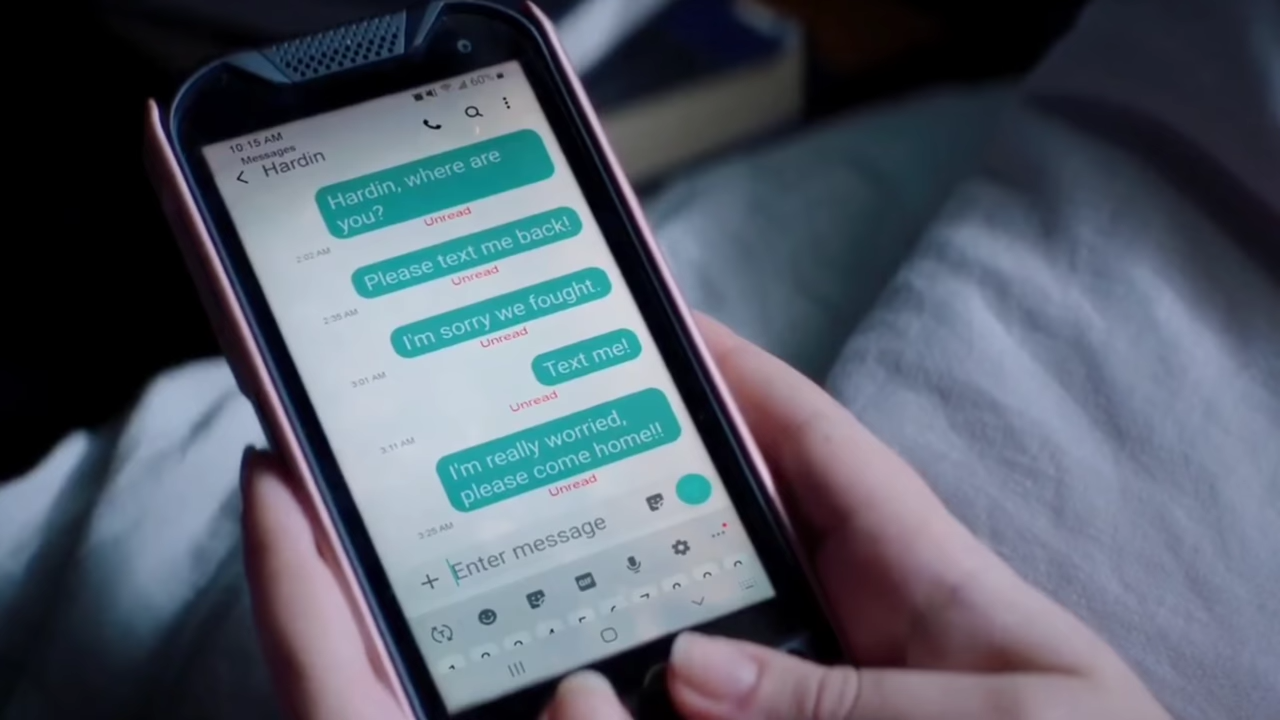 60%
10:15 AM
Messages
Hardin
Hardin, where are
you?
Unread
2:02 AM
Please text me back!
Unread
2:35 AM
I'm sorry we fought.
Unread
3:01 AM
Text me!
Unread
3:11 AM
I'm really worried,
please come home!!
Unread
3:25 AM
Enter message
GIF